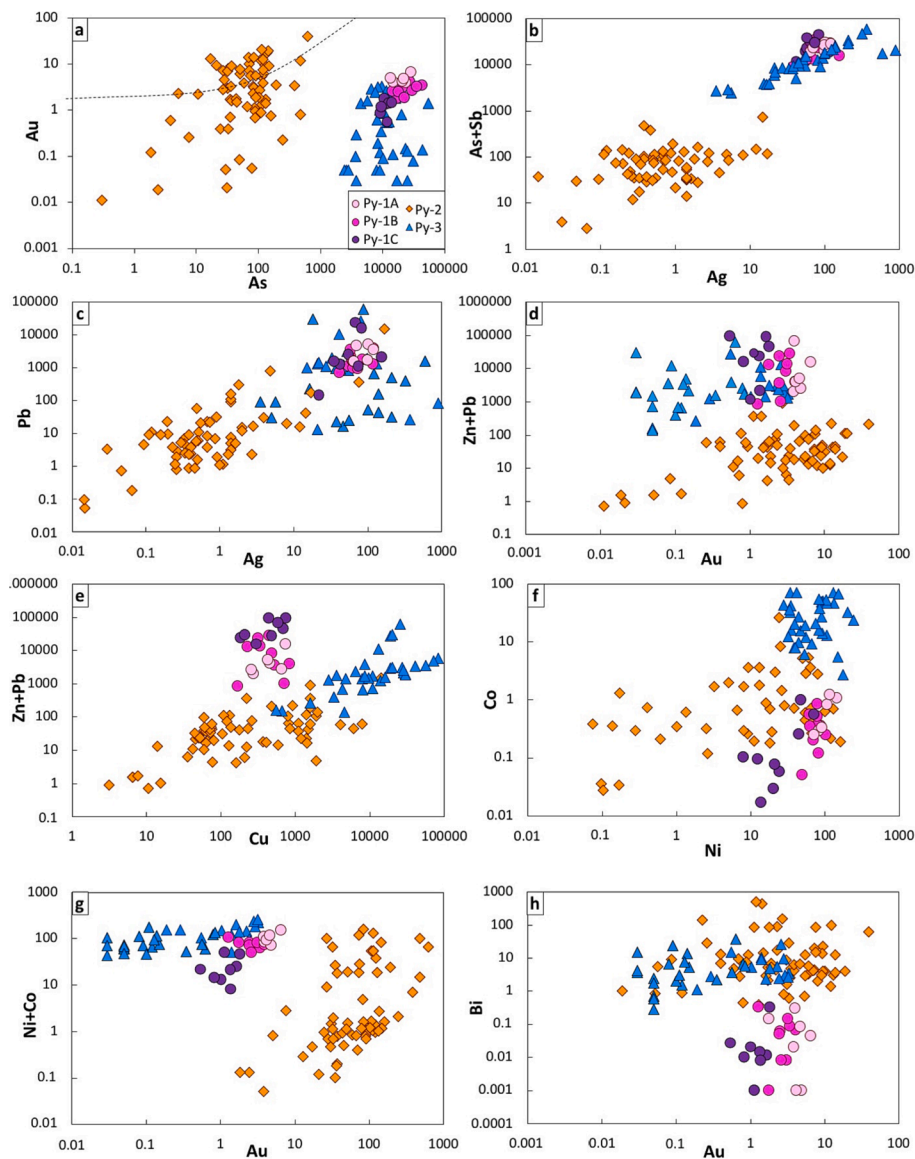 a
100
10
1
0.1
0.01
0.001
Au
0.1 1 10 100 1000 10000 100000
As
Py-1A Py-2
Py-1B Py-3
Py-1C
b
100000
10000
1000
100
10
1
As+Sb
0.01 0.1 1 10 100 1000
Ag
c
100000
10000
1000
100
10
1
0.1
0.01
Pb
0.01 0.1 1 10 100 1000
Ag
d
1000000
100000
10000
1000
100
10
1
0.1
Zn+Pb
0.001 0.01 0.1 1 10 100
Au
e
.000000
100000
10000
1000
100
10
1
0.1
Zn+Pb
1 10 100 1000 10000 100000
Cu
f
100
10
1
0.1
0.01
Co
0.01 0.1 1 10 100 1000
Ni
g
1000
100
10
1
0.1
0.01
Ni+Co
0.01 0.1 1 10 100 1000
Au
h
1000
100
10
1
0.1
0.01
0.001
0.0001
Bi
0.001 0.01 0.1 1 10 100
Au